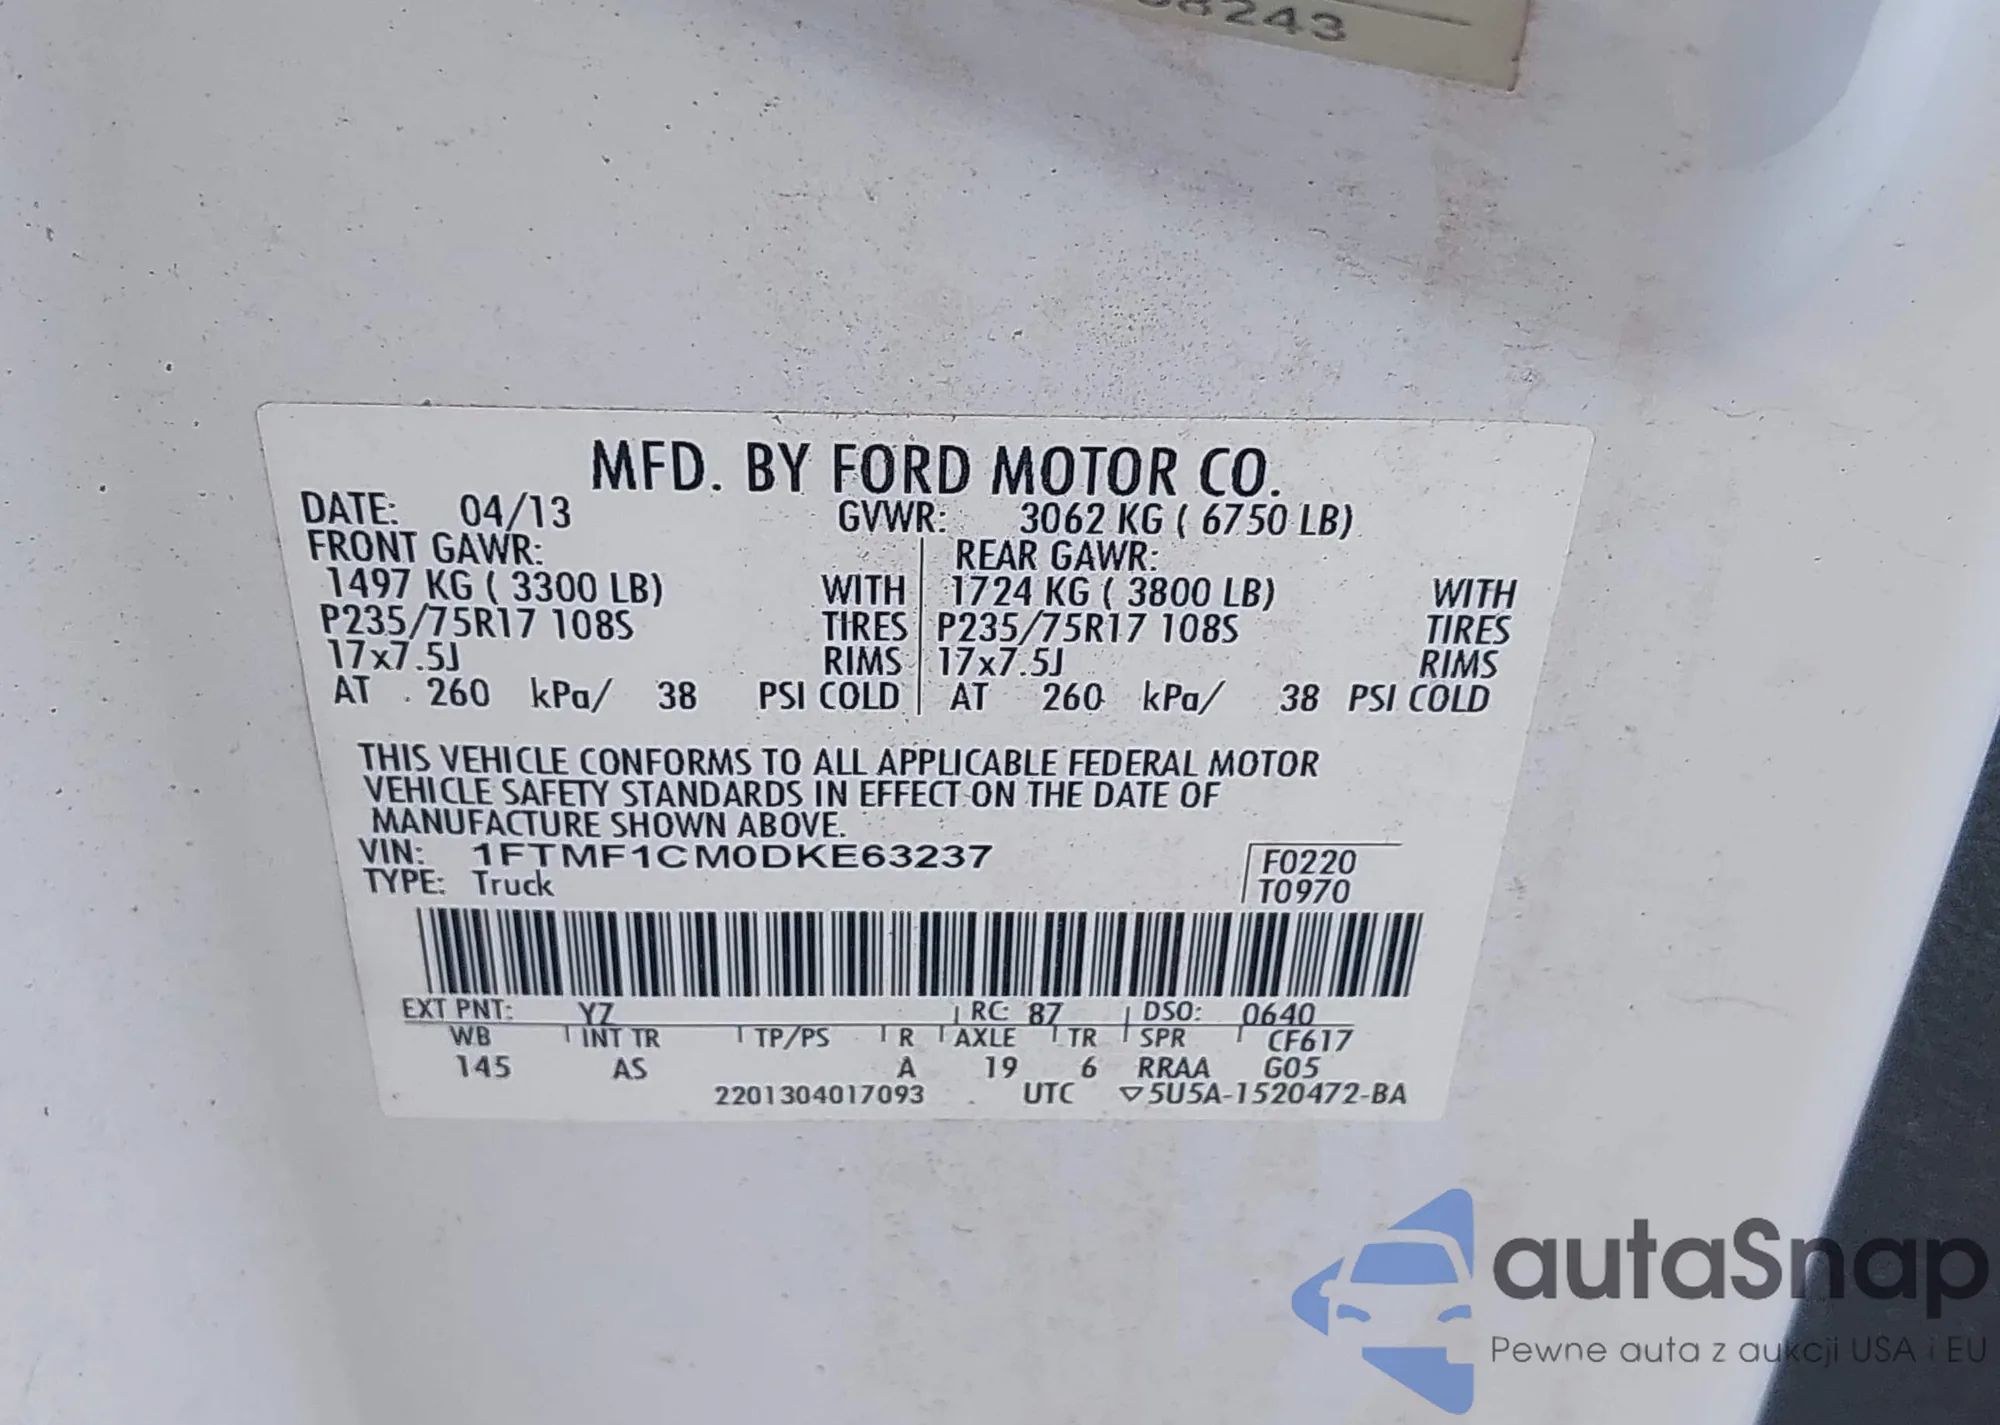 8243
MFD. BY FORD MOTOR CO.
DATE: 04/13 GVWR: 3062 KG ( 6750 LB)
FRONT GAWR: REAR GAWR:
1497 KG ( 3300 LB) WITH 1724 KG ( 3800 LB) WITH
P235/75R17 108S TIRES P235/75R17 108S TIRES
17x7.5J RIMS 17x7.5J RIMS
AT 260 kPa/ 38 PSI COLD AT 260 kPa/ 38 PSI COLD
THIS VEHICLE CONFORMS TO ALL APPLICABLE FEDERAL MOTOR
VEHICLE SAFETY STANDARDS IN EFFECT ON THE DATE OF
MANUFACTURE SHOWN ABOVE.
VIN: 1FTMF1CM0DKE63237 F0220
TYPE: Truck T0970
EXT PNT: YZ RC: 87 DSO: 0640
WB INT TR TP/PS R AXLE TR SPR CF617
145 AS A 19 6 RRAA G05
2201304017093 UTC ▽5U5A-1520472-BA
autaSnap
Pewne auta z aukcji USA i EU